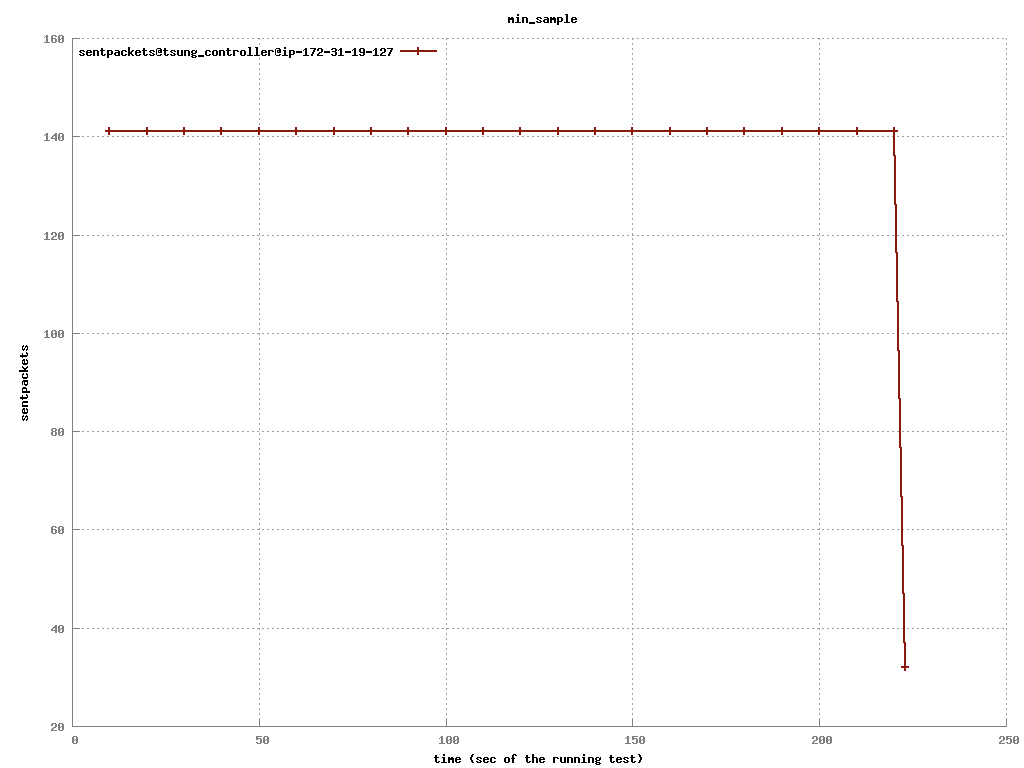 min_sample
160
sentpackets@tsung_controller@ip-172-31-19-127
140
120
100
sentpackets
80
60
40
20
0 50 100 150 200 250
time (sec of the running test)